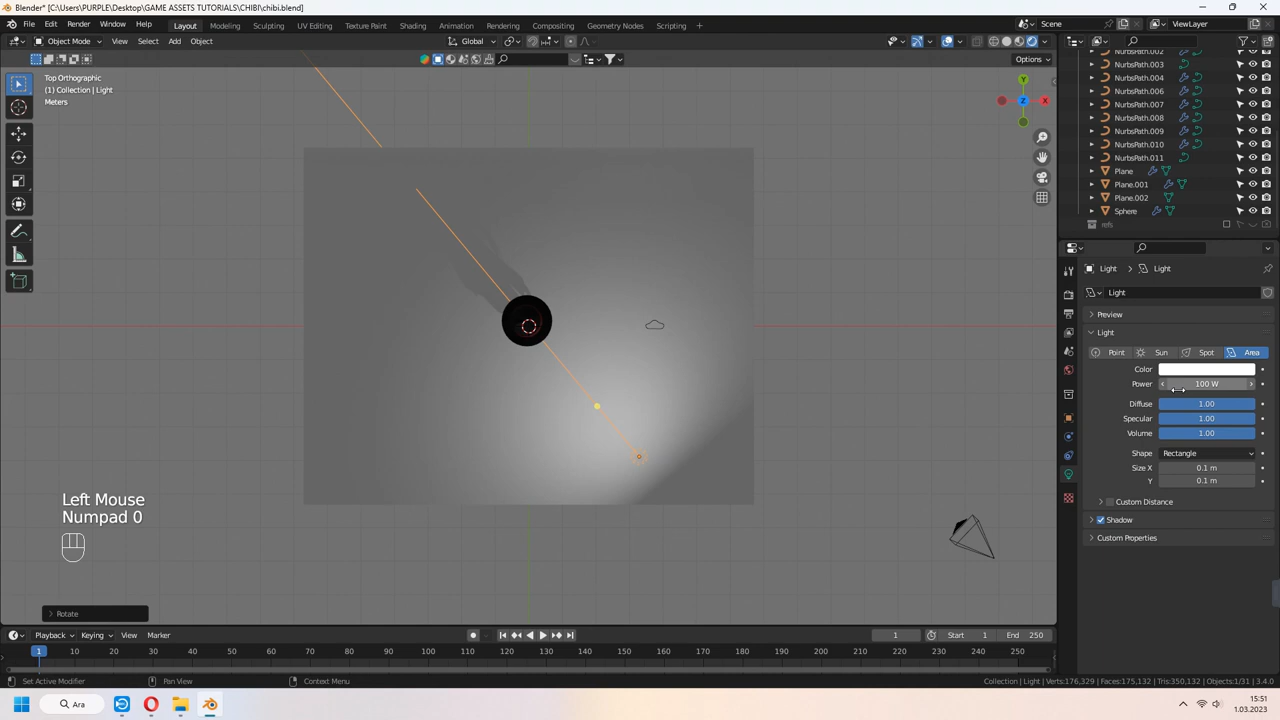 Blender* [C:\Users\PURPLE\Desktop\GAME ASSETS TUTORIALS\CHIBI\chibi.blend]
File Edit Render Window Help Layout Modeling Sculpting UV Editing Texture Paint Shading Animation Rendering Compositing Geometry Nodes Scripting Scene ViewLayer
Object Mode View Select Add Object Global
Options
Top Orthographic
(1) Collection | Light
Meters
Y
Z
X
NurbsPath.002
NurbsPath.003
NurbsPath.004
NurbsPath.006
NurbsPath.007
NurbsPath.008
NurbsPath.009
NurbsPath.010
NurbsPath.011
Plane
Plane.001
Plane.002
Sphere
refs
Light > Light
Light
Preview
Light
Point Sun Spot Area
Color
Power 100 W
Diffuse 1.00
Specular 1.00
Volume 1.00
Shape Rectangle
Size X 0.1 m
Y 0.1 m
Custom Distance
Shadow
Custom Properties
Left Mouse
Numpad 0
Rotate
Playback Keying View Marker 1 Start 1 End 250
1 10 20 30 40 50 60 70 80 90 100 110 120 130 140 150 160 170 180 190 200 210 220 230 240 250
Set Active Modifier Pan View Context Menu Collection | Light | Verts:176,329 | Faces:175,132 | Tris:350,132 | Objects:1/31 | 3.4.0
Ara
15:51
1.03.2023